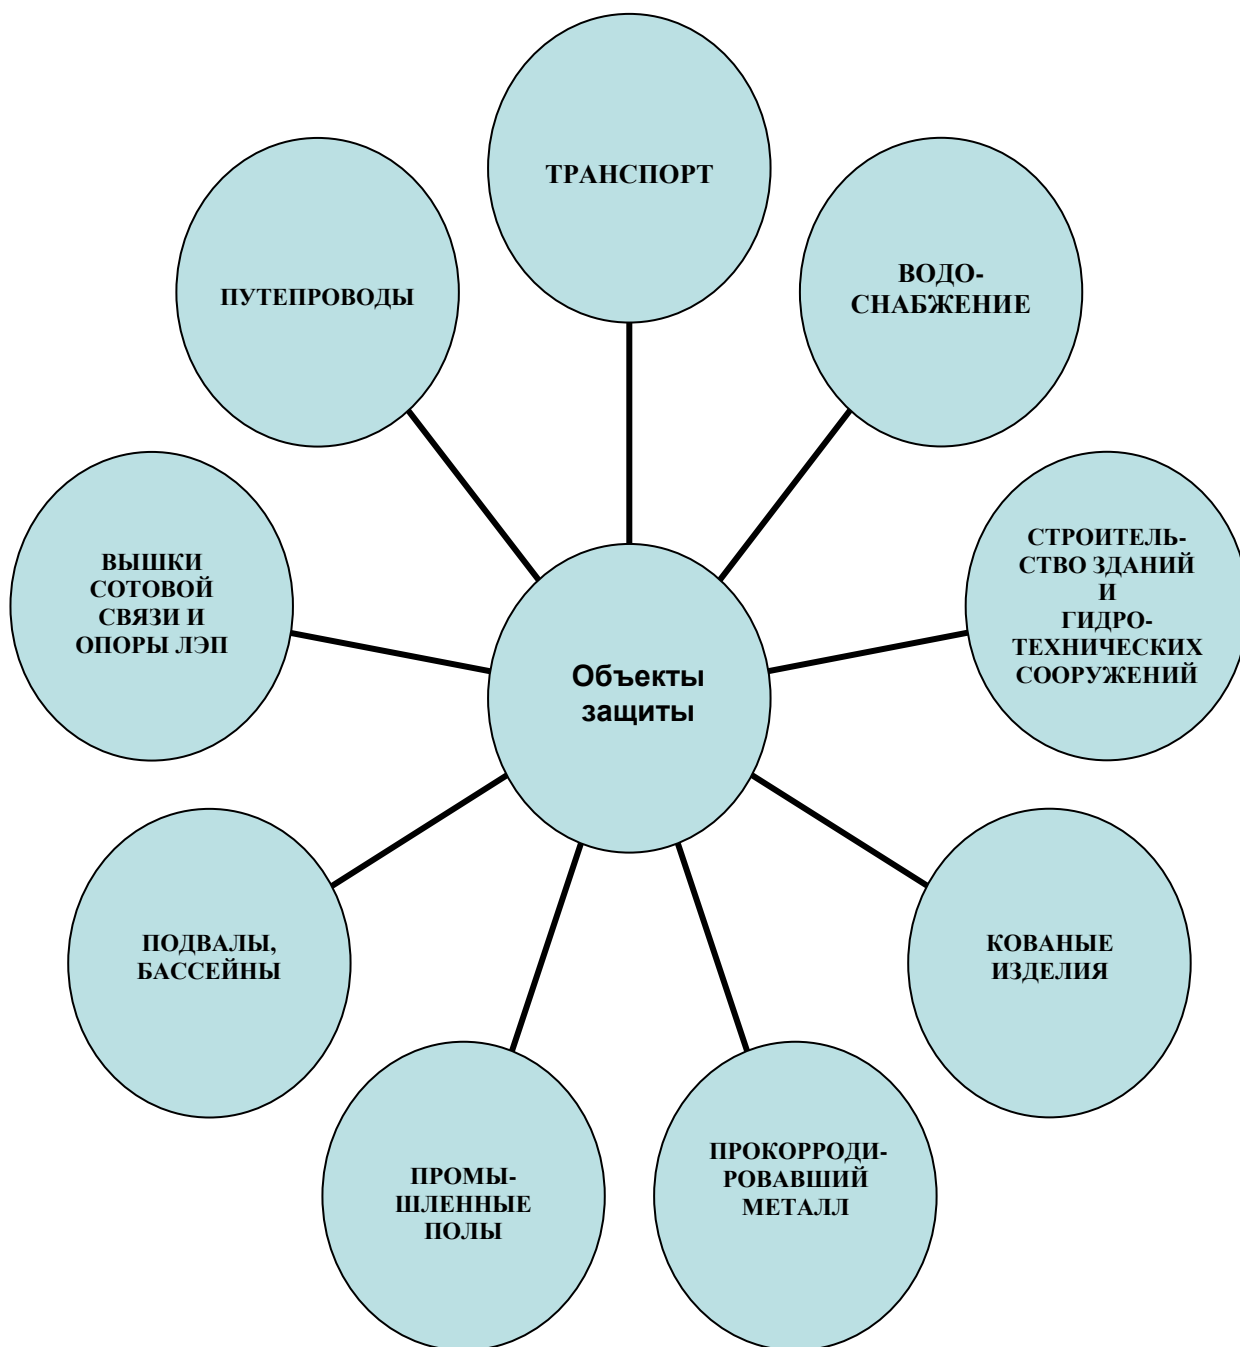 ТРАНСПОРТ
ВОДО-
СНАБЖЕНИЕ
ПУТЕПРОВОДЫ
СТРОИТЕЛЬ-
СТВО ЗДАНИЙ
И
ГИДРО-
ТЕХНИЧЕСКИХ
СООРУЖЕНИЙ
ВЫШКИ
СОТОВОЙ
СВЯЗИ И
ОПОРЫ ЛЭП
Объекты
защиты
ПОДВАЛЫ,
БАССЕЙНЫ
КОВАНЫЕ
ИЗДЕЛИЯ
ПРОМЫ-
ШЛЕННЫЕ
ПОЛЫ
ПРОКОРРОДИ-
РОВАВШИЙ
МЕТАЛЛ